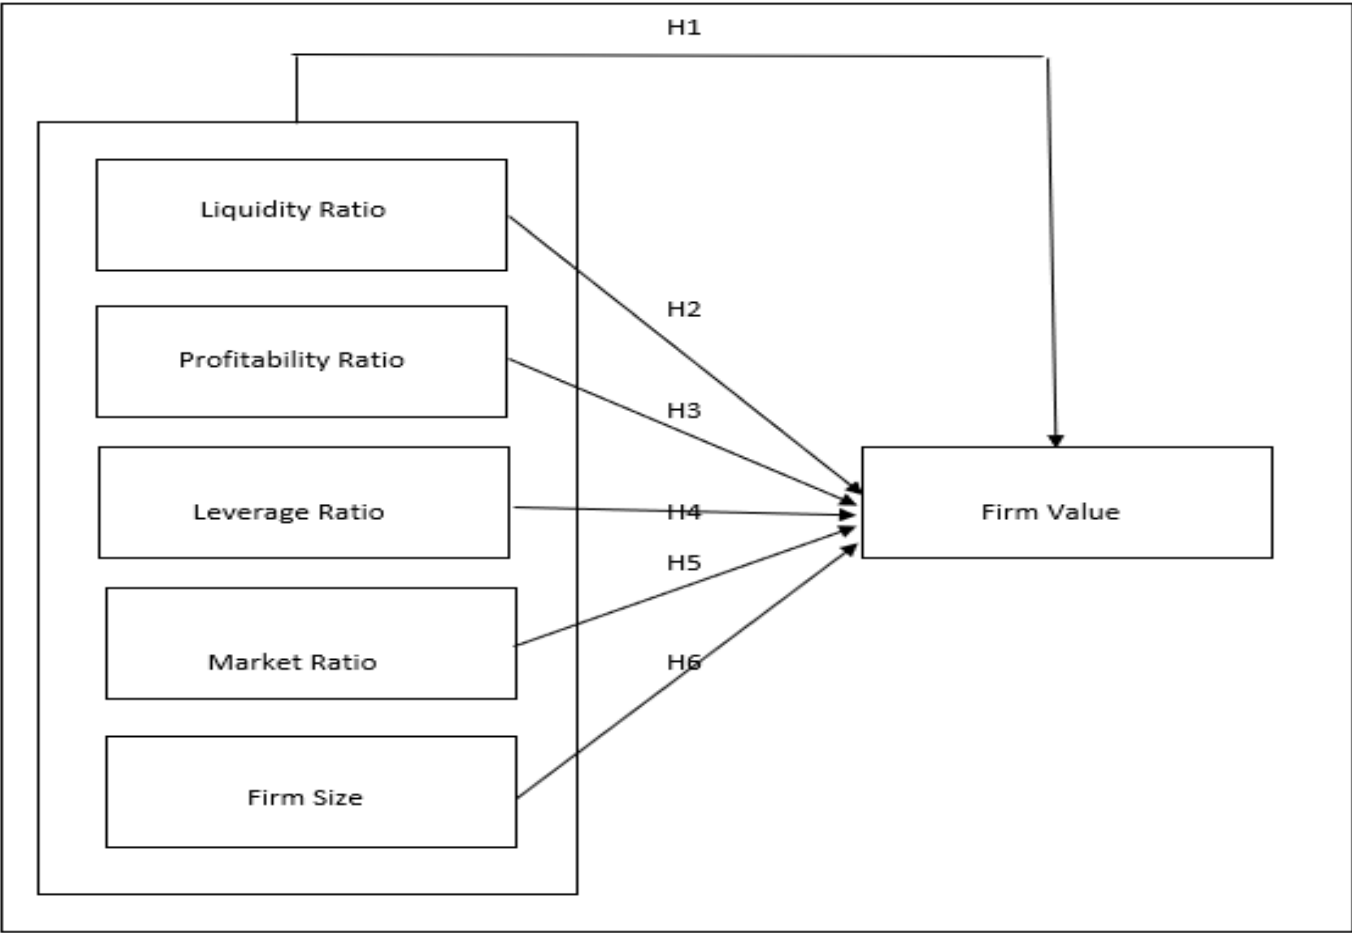 H1
Liquidity Ratio
H2
Profitability Ratio
H3
Leverage Ratio
H4
Firm Value
H5
Market Ratio
H6
Firm Size